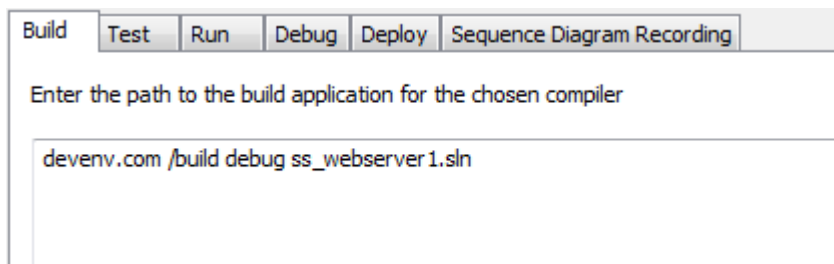 Build Test Run Debug Deploy Sequence Diagram Recording
Enter the path to the build application for the chosen compiler
devenv.com /build debug ss_webserver1.sln